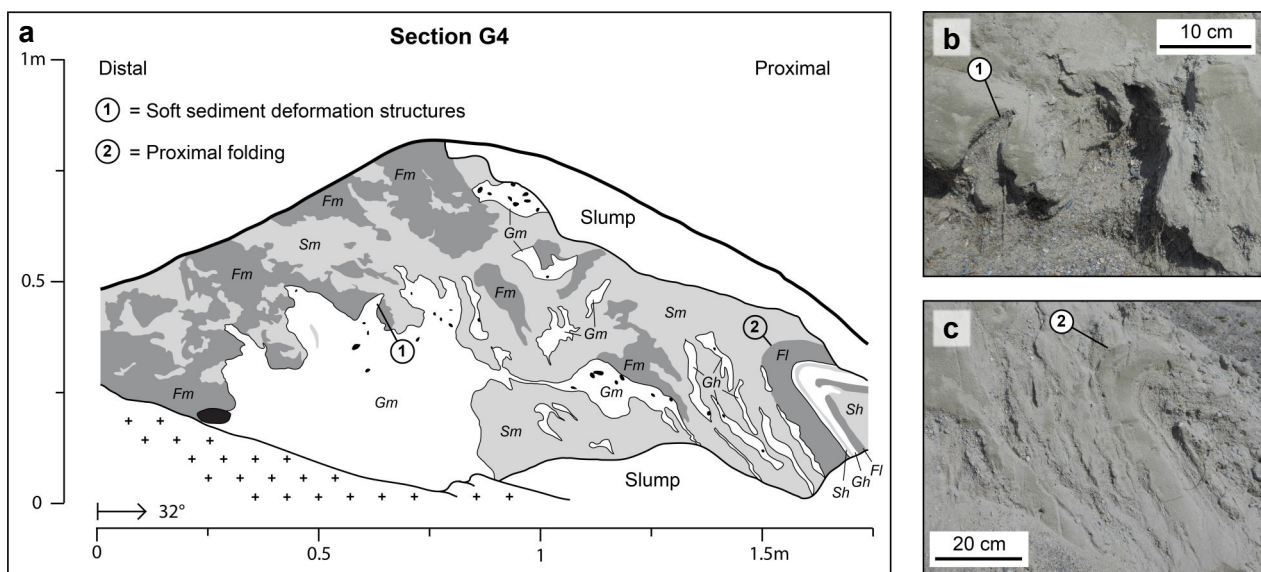 a
Section G4
1m
Distal
Proximal
1 = Soft sediment deformation structures
2 = Proximal folding
Fm
Fm
Slump
Sm
Gm
Fm
0.5
Fm
Sm
Gm
2
Fl
1
Fm
Gh
Fm
Gm
Gm
Sh
Sm
Fl
Slump
Gh
Sh
0
32°
0
0.5
1
1.5m
b
10 cm
1
c
2
20 cm